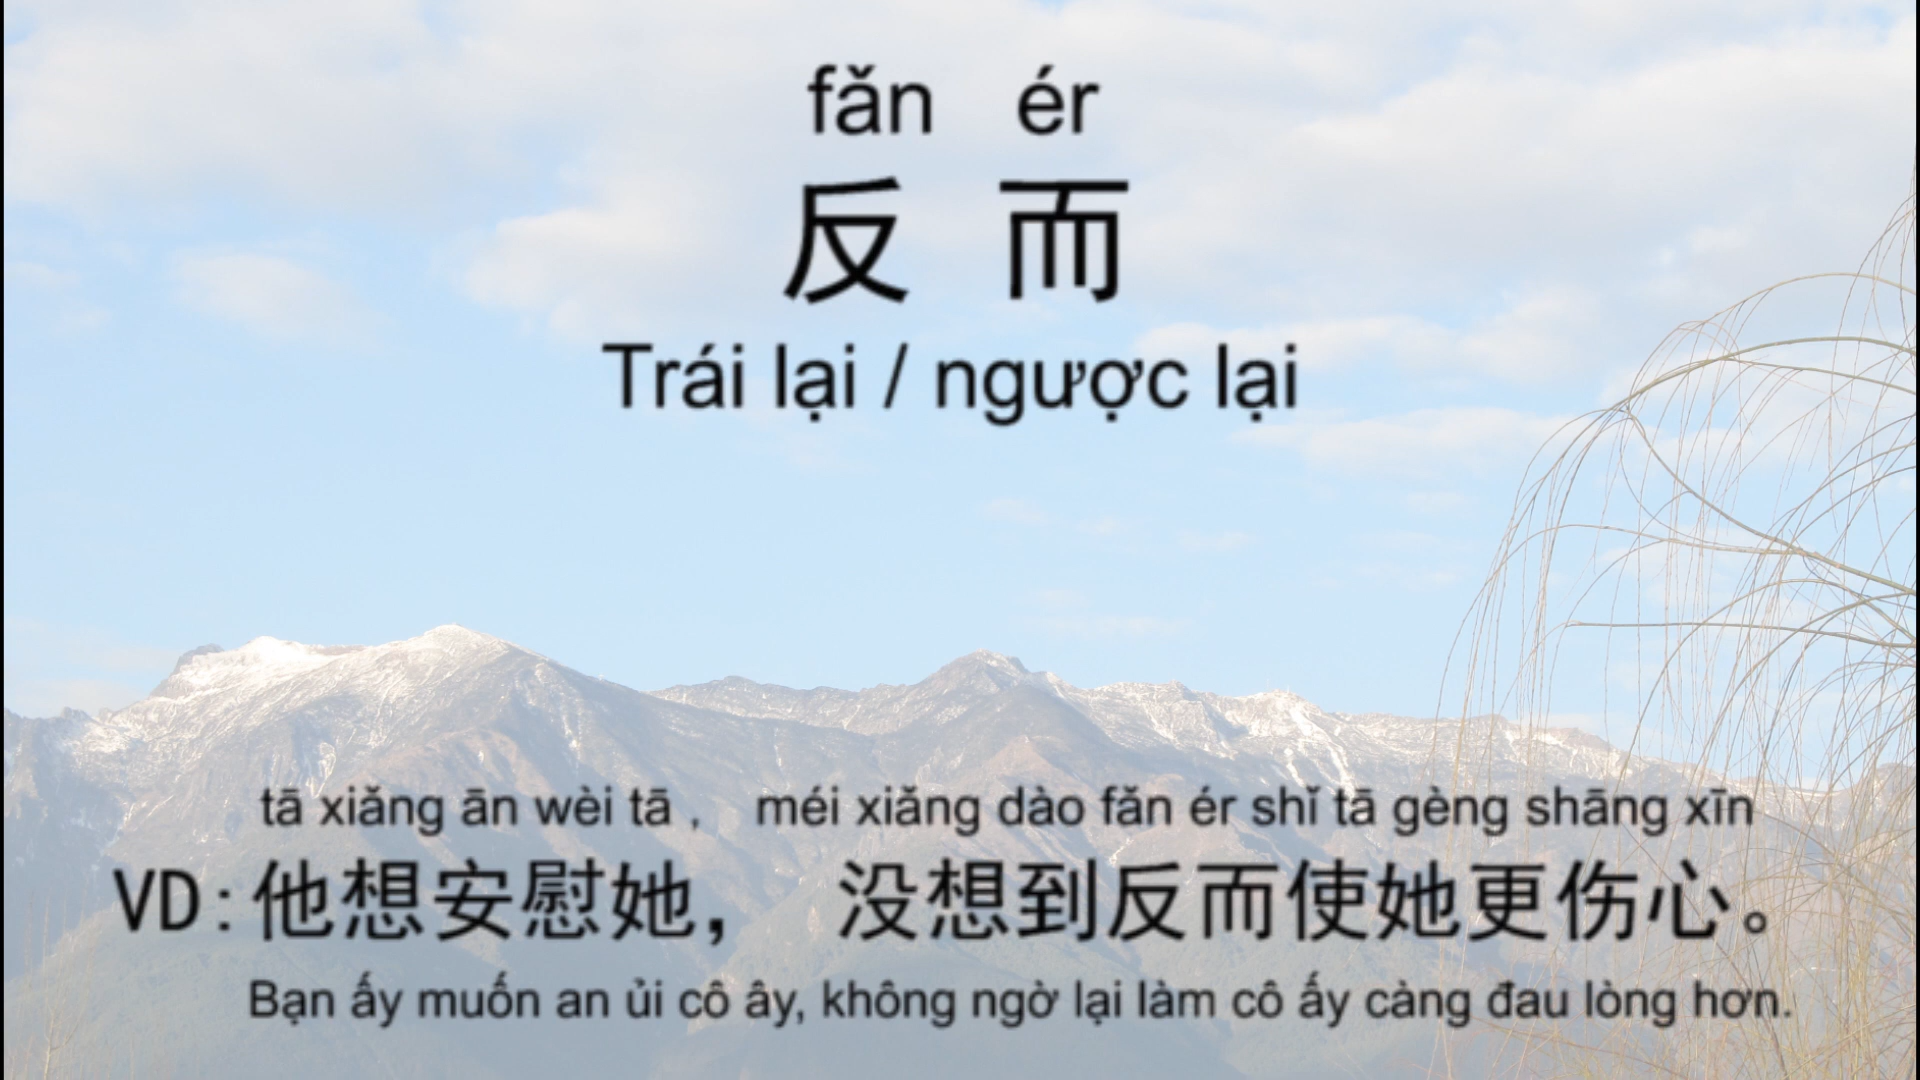 fǎn ér
反 而
Trái lại / ngược lại
tā xiǎng ān wèi tā , méi xiǎng dào fǎn ér shǐ tā gèng shāng xīn
VD: 他想安慰她， 没想到反而使她更伤心。
Bạn ấy muốn an ủi cô ây, không ngờ lại làm cô ấy càng đau lòng hơn.